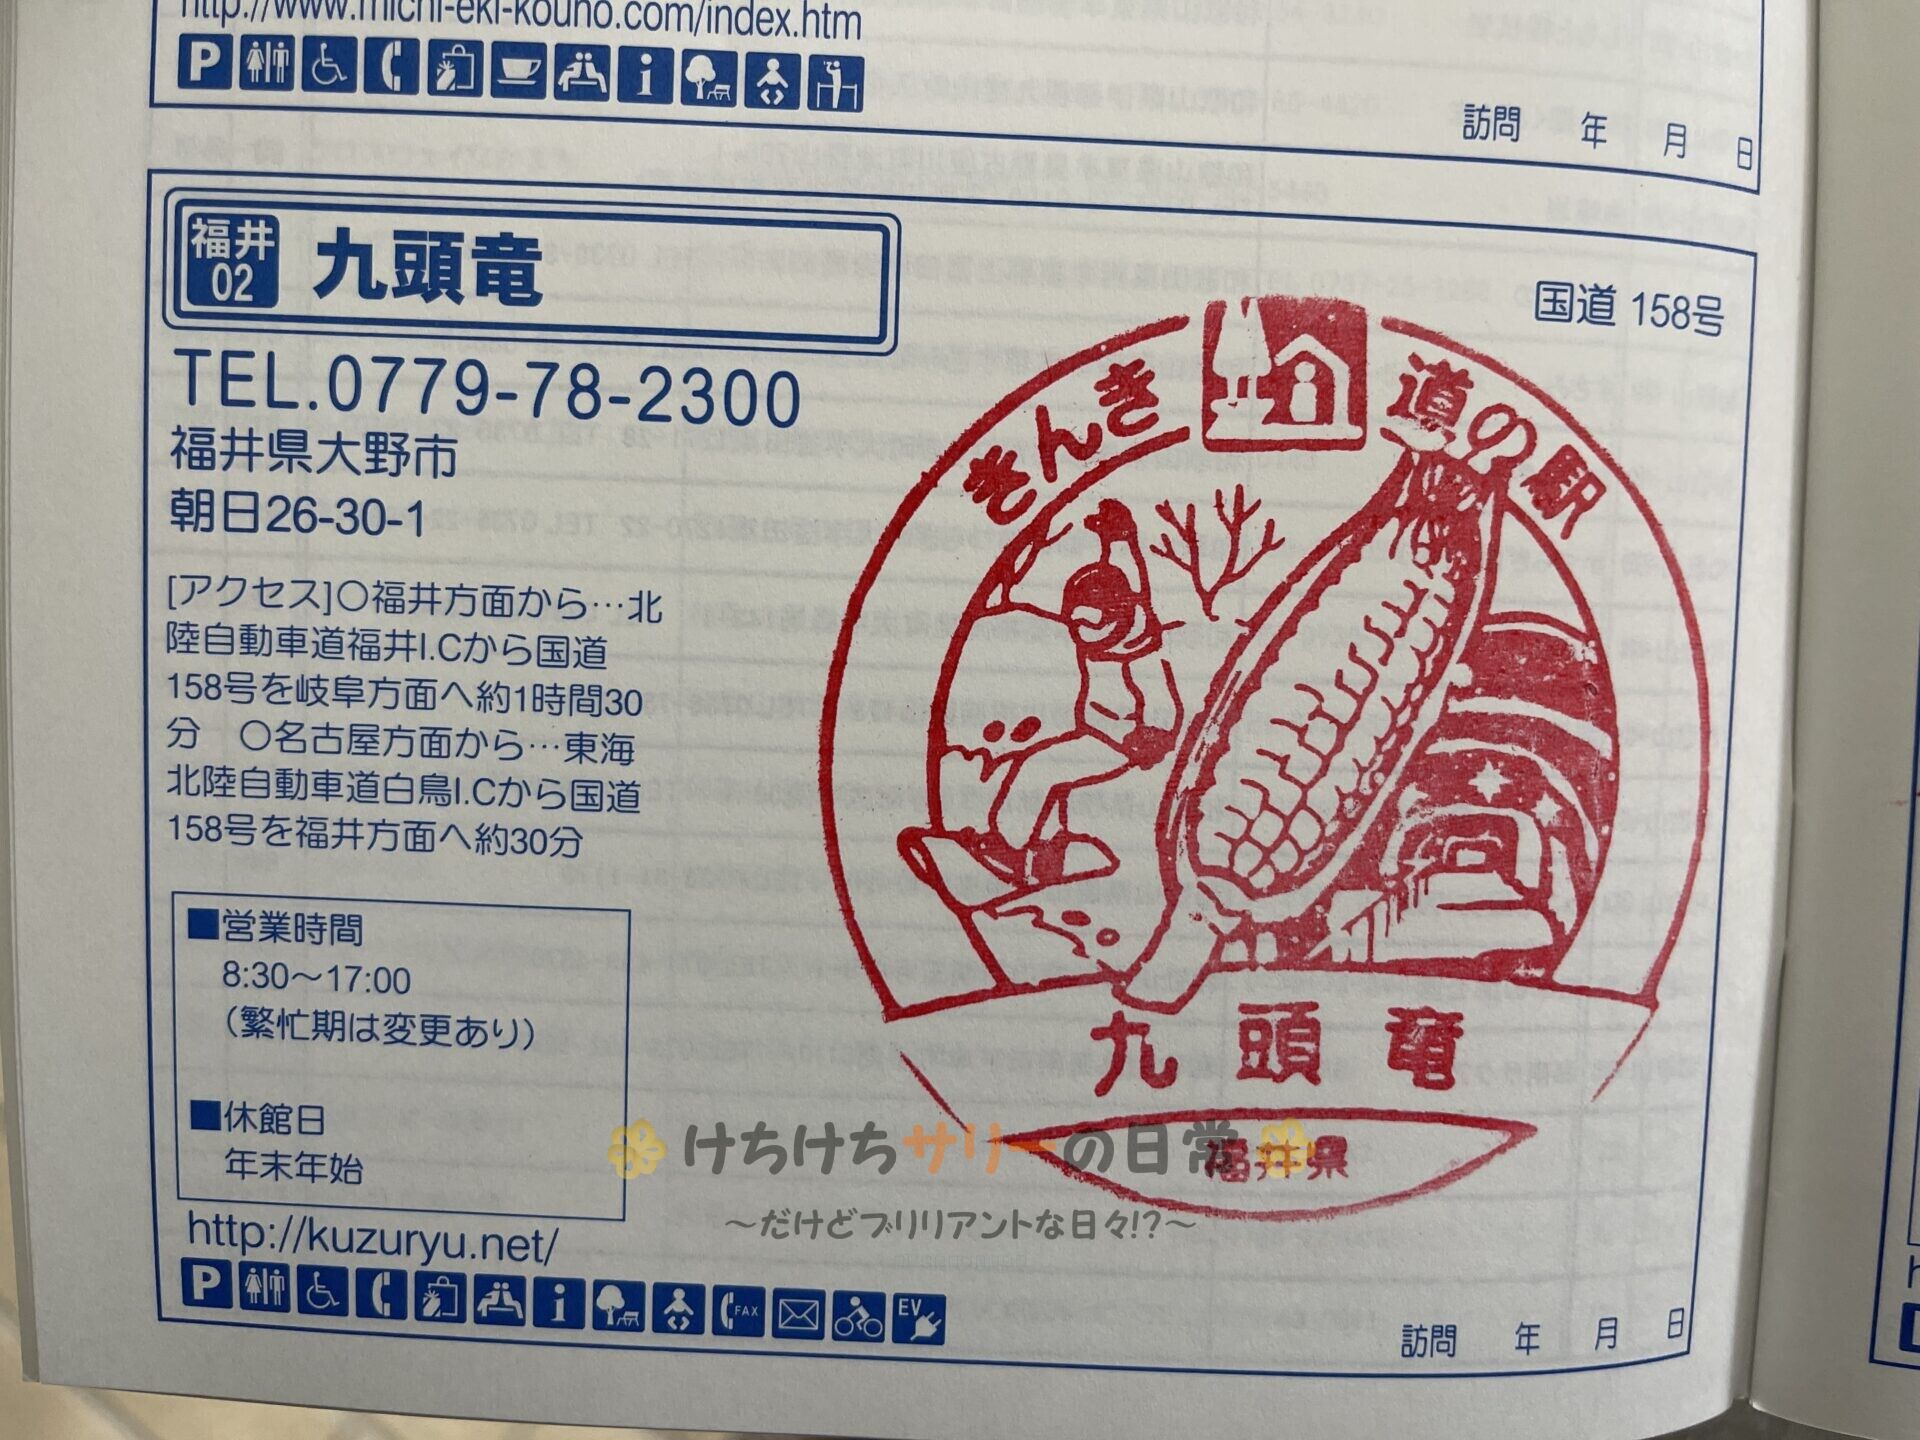 http://www.michi-eki-kouno.com/index.htm
P
i
訪問 年 月 日
福井
02
九頭竜
国道 158号
TEL.0779-78-2300
福井県大野市
朝日26-30-1
[アクセス]○福井方面から…北
陸自動車道福井I.Cから国道
158号を岐阜方面へ約1時間30
分 ○名古屋方面から…東海
北陸自動車道白鳥I.Cから国道
158号を福井方面へ約30分
■営業時間
8:30～17:00
（繁忙期は変更あり）
■休館日
年末年始
http://kuzuryu.net/
P
i
FAX
EV
訪問 年 月 日
きんき 道の駅
九頭竜
福井県
けちけちサリーの日常
～だけどブリリアントな日々!?～